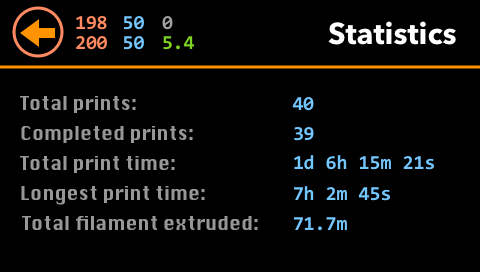 198 50 0
200 50 5.4
Statistics
Total prints: 40
Completed prints: 39
Total print time: 1d 6h 15m 21s
Longest print time: 7h 2m 45s
Total filament extruded: 71.7m